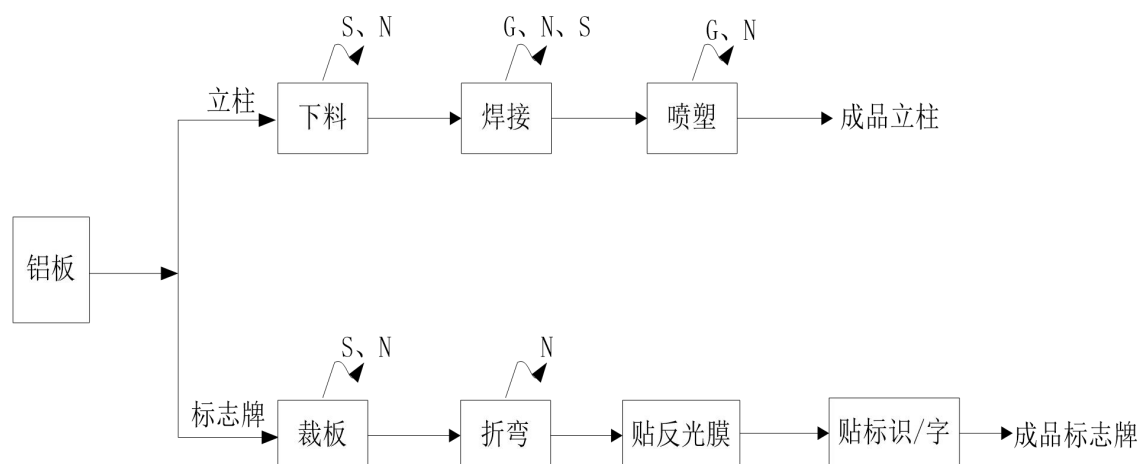 S、N
G、N、S
G、N
立柱
下料
焊接
喷塑
成品立柱
铝板
S、N
N
标志牌
裁板
折弯
贴反光膜
贴标识/字
成品标志牌